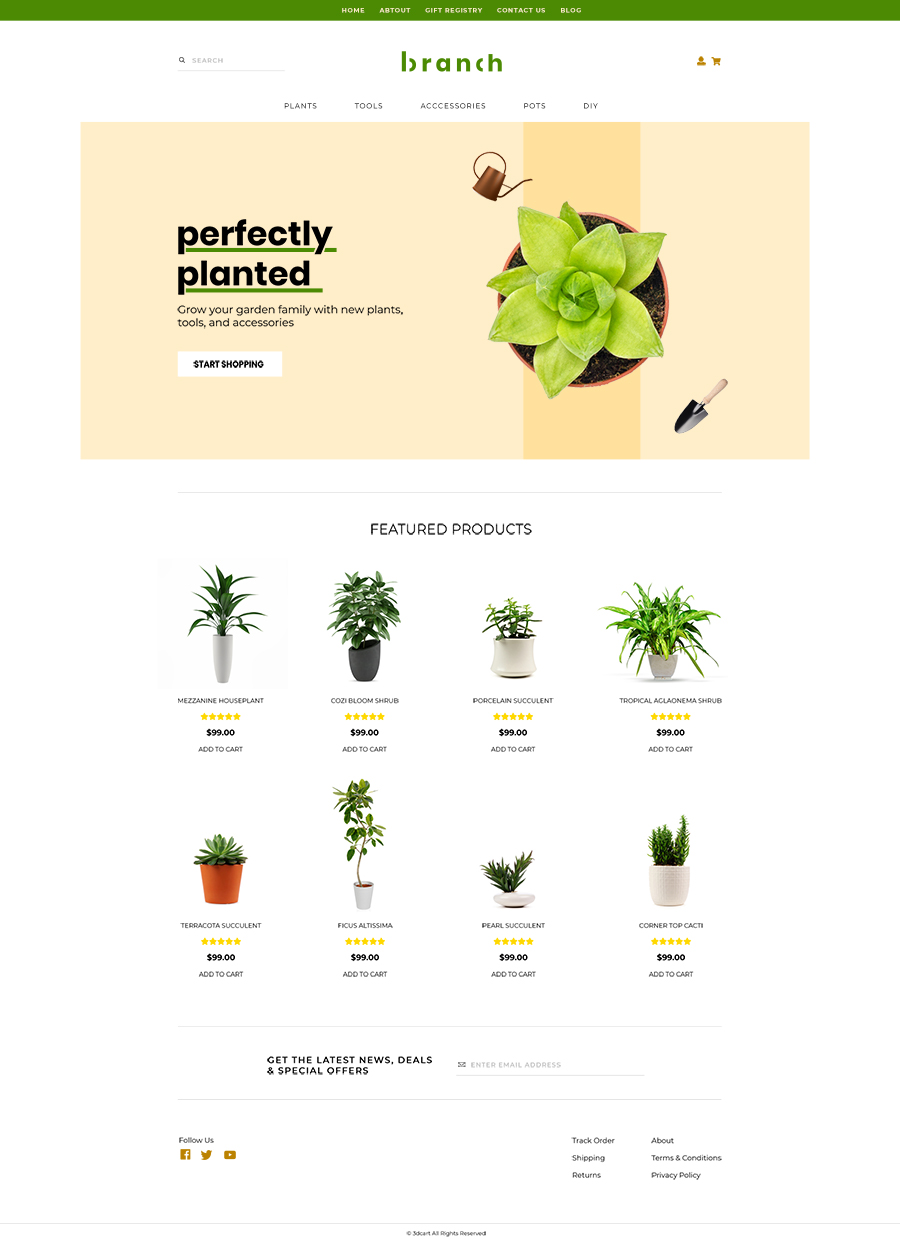 HOME ABTOUT GIFT REGISTRY CONTACT US BLOG
SEARCH
branch
PLANTS TOOLS ACCCESSORIES POTS DIY
perfectly
planted
Grow your garden family with new plants,
tools, and accessories
START SHOPPING
FEATURED PRODUCTS
MEZZANINE HOUSEPLANT COZI BLOOM SHRUB PORCELAIN SUCCULENT TROPICAL AGLAONEMA SHRUB
$99.00 $99.00 $99.00 $99.00
ADD TO CART ADD TO CART ADD TO CART ADD TO CART
TERRACOTA SUCCULENT FICUS ALTISSIMA PEARL SUCCULENT CORNER TOP CACTI
$99.00 $99.00 $99.00 $99.00
ADD TO CART ADD TO CART ADD TO CART ADD TO CART
GET THE LATEST NEWS, DEALS
& SPECIAL OFFERS
ENTER EMAIL ADDRESS
Follow Us
Track Order About
Shipping Terms & Conditions
Returns Privacy Policy
© 3dcart All Rights Reserved!